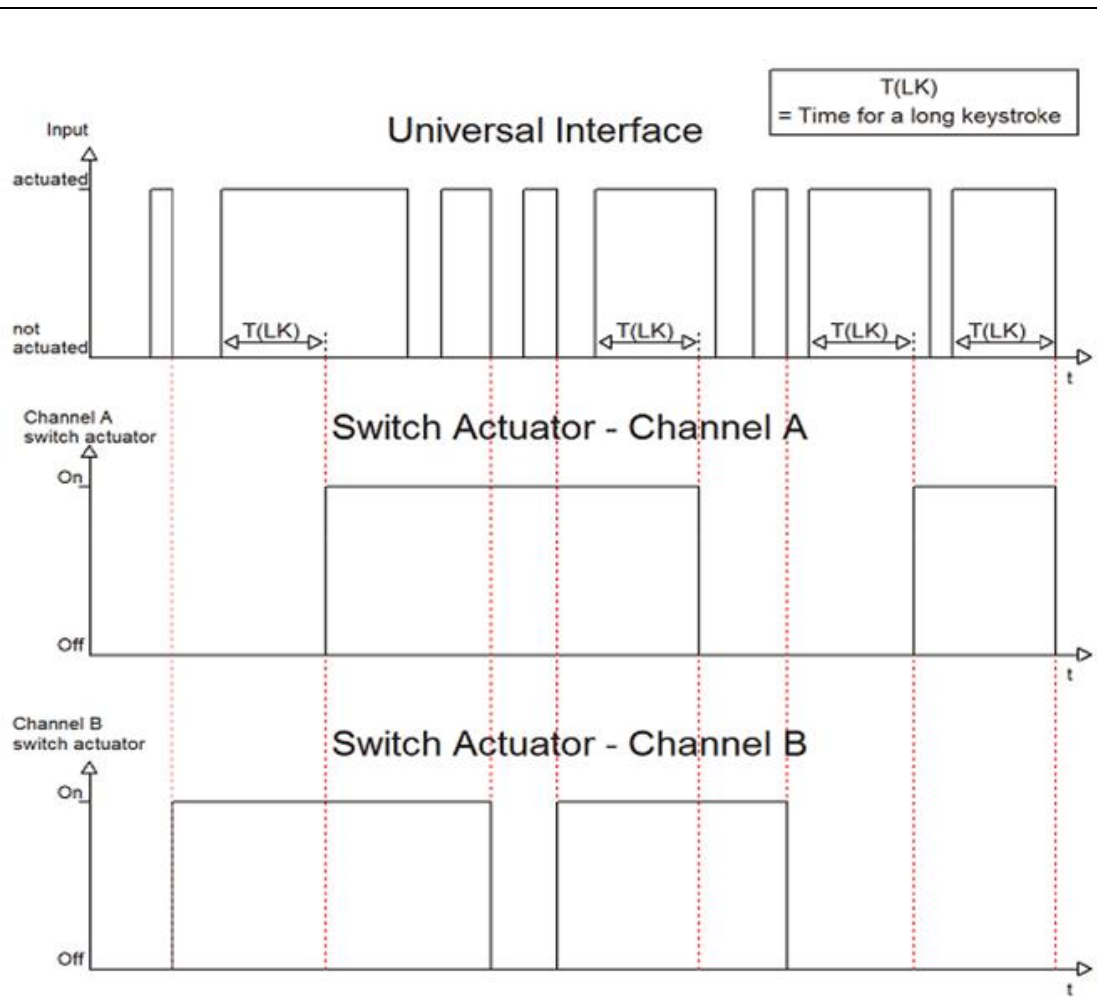 T(LK)
= Time for a long keystroke
Universal Interface
Input
actuated
not
actuated
T(LK)
T(LK)
T(LK)
T(LK)
t
Channel A
switch actuator
Switch Actuator - Channel A
On
Off
t
Channel B
switch actuator
Switch Actuator - Channel B
On
Off
t